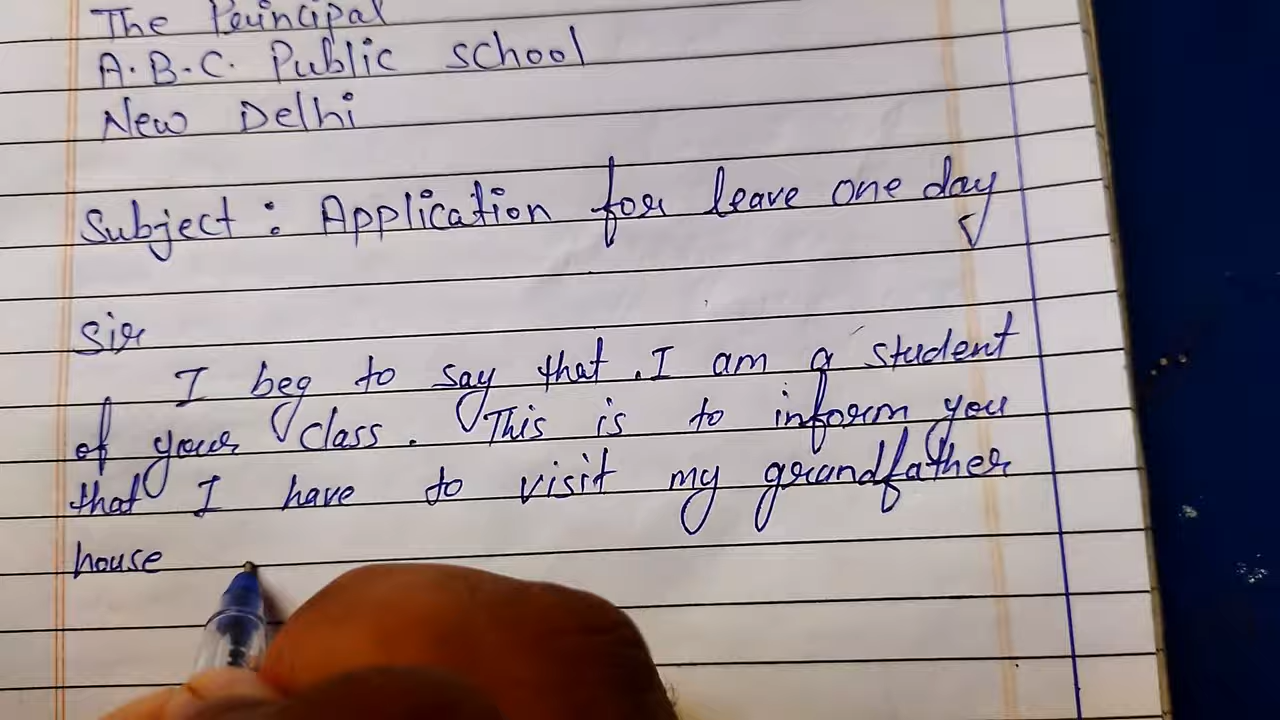 The Principal
A.B.C. Public school
New Delhi
Subject : Application for leave one day
Sir
I beg to say that . I am a student
of your class . This is to inform you
that I have to visit my grandfather
house